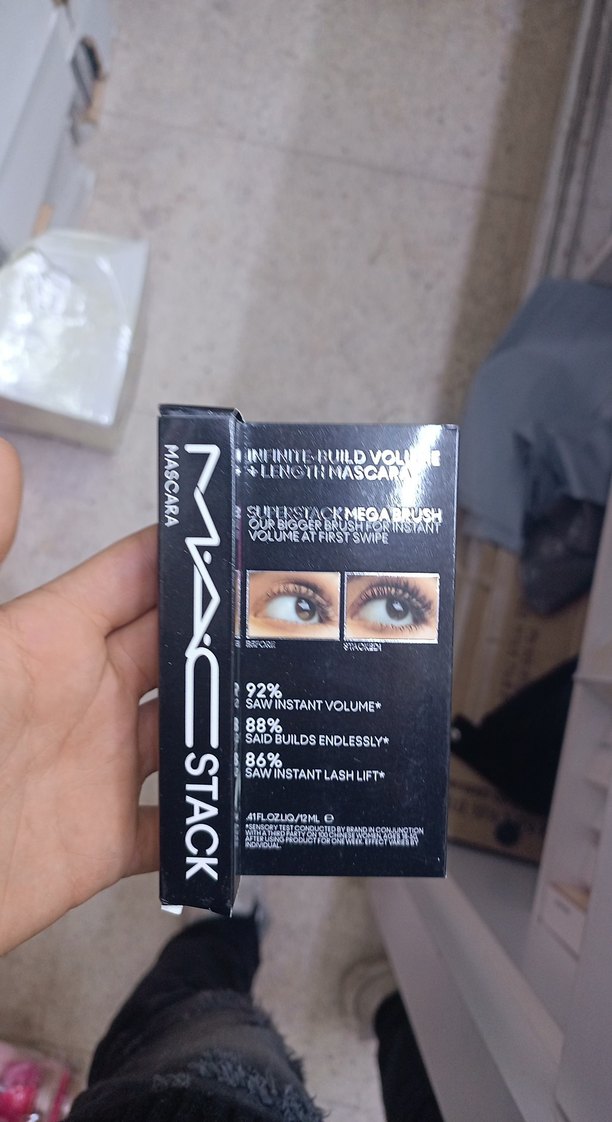 MASCARA
MAC STACK
INFINITE-BUILD VOLUME
+ LENGTH MASCARA
SUPERSTACK MEGA BRUSH
OUR BIGGER BRUSH FOR INSTANT
VOLUME AT FIRST SWIPE
BEFORE
STACKED!
92%
SAW INSTANT VOLUME*
88%
SAID BUILDS ENDLESSLY*
86%
SAW INSTANT LASH LIFT*
.41 FL.OZ.LIQ/12 ML ℮
*SENSORY TEST CONDUCTED BY BRAND IN CONJUNCTION
WITH A THIRD PARTY ON 100 CHINESE WOMEN, AGES 18-60,
AFTER USING PRODUCT FOR ONE WEEK. EFFECT VARIES BY
INDIVIDUAL.